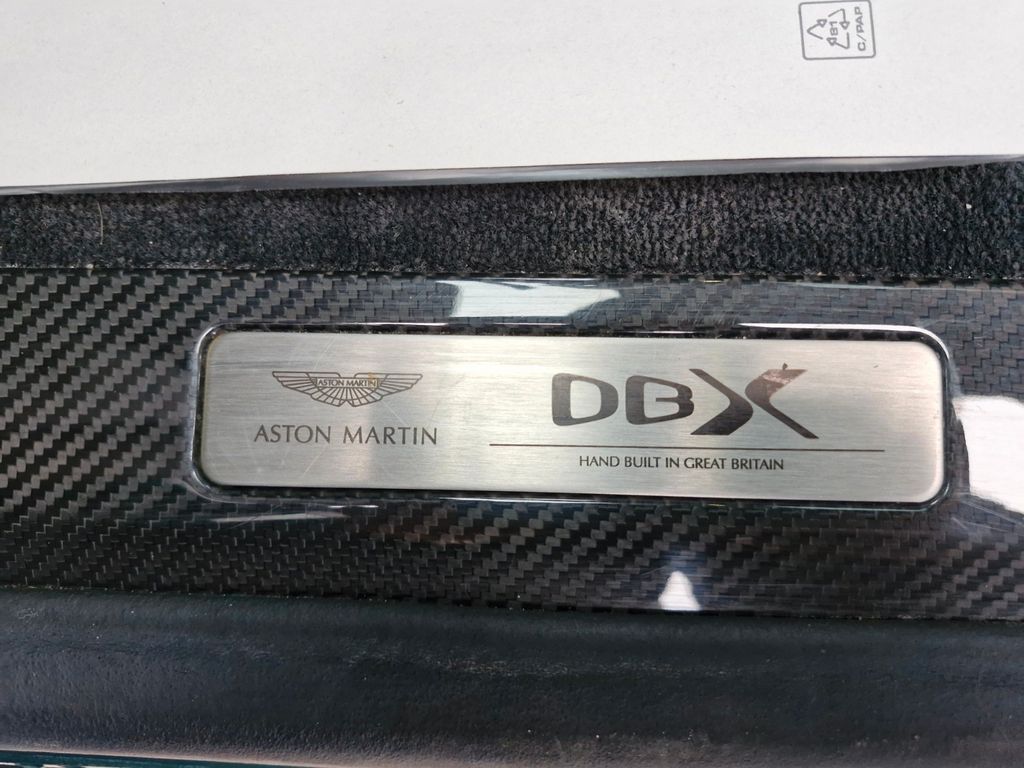 81
C/PAP
ASTON MARTIN
ASTON MARTIN
DBX
HAND BUILT IN GREAT BRITAIN